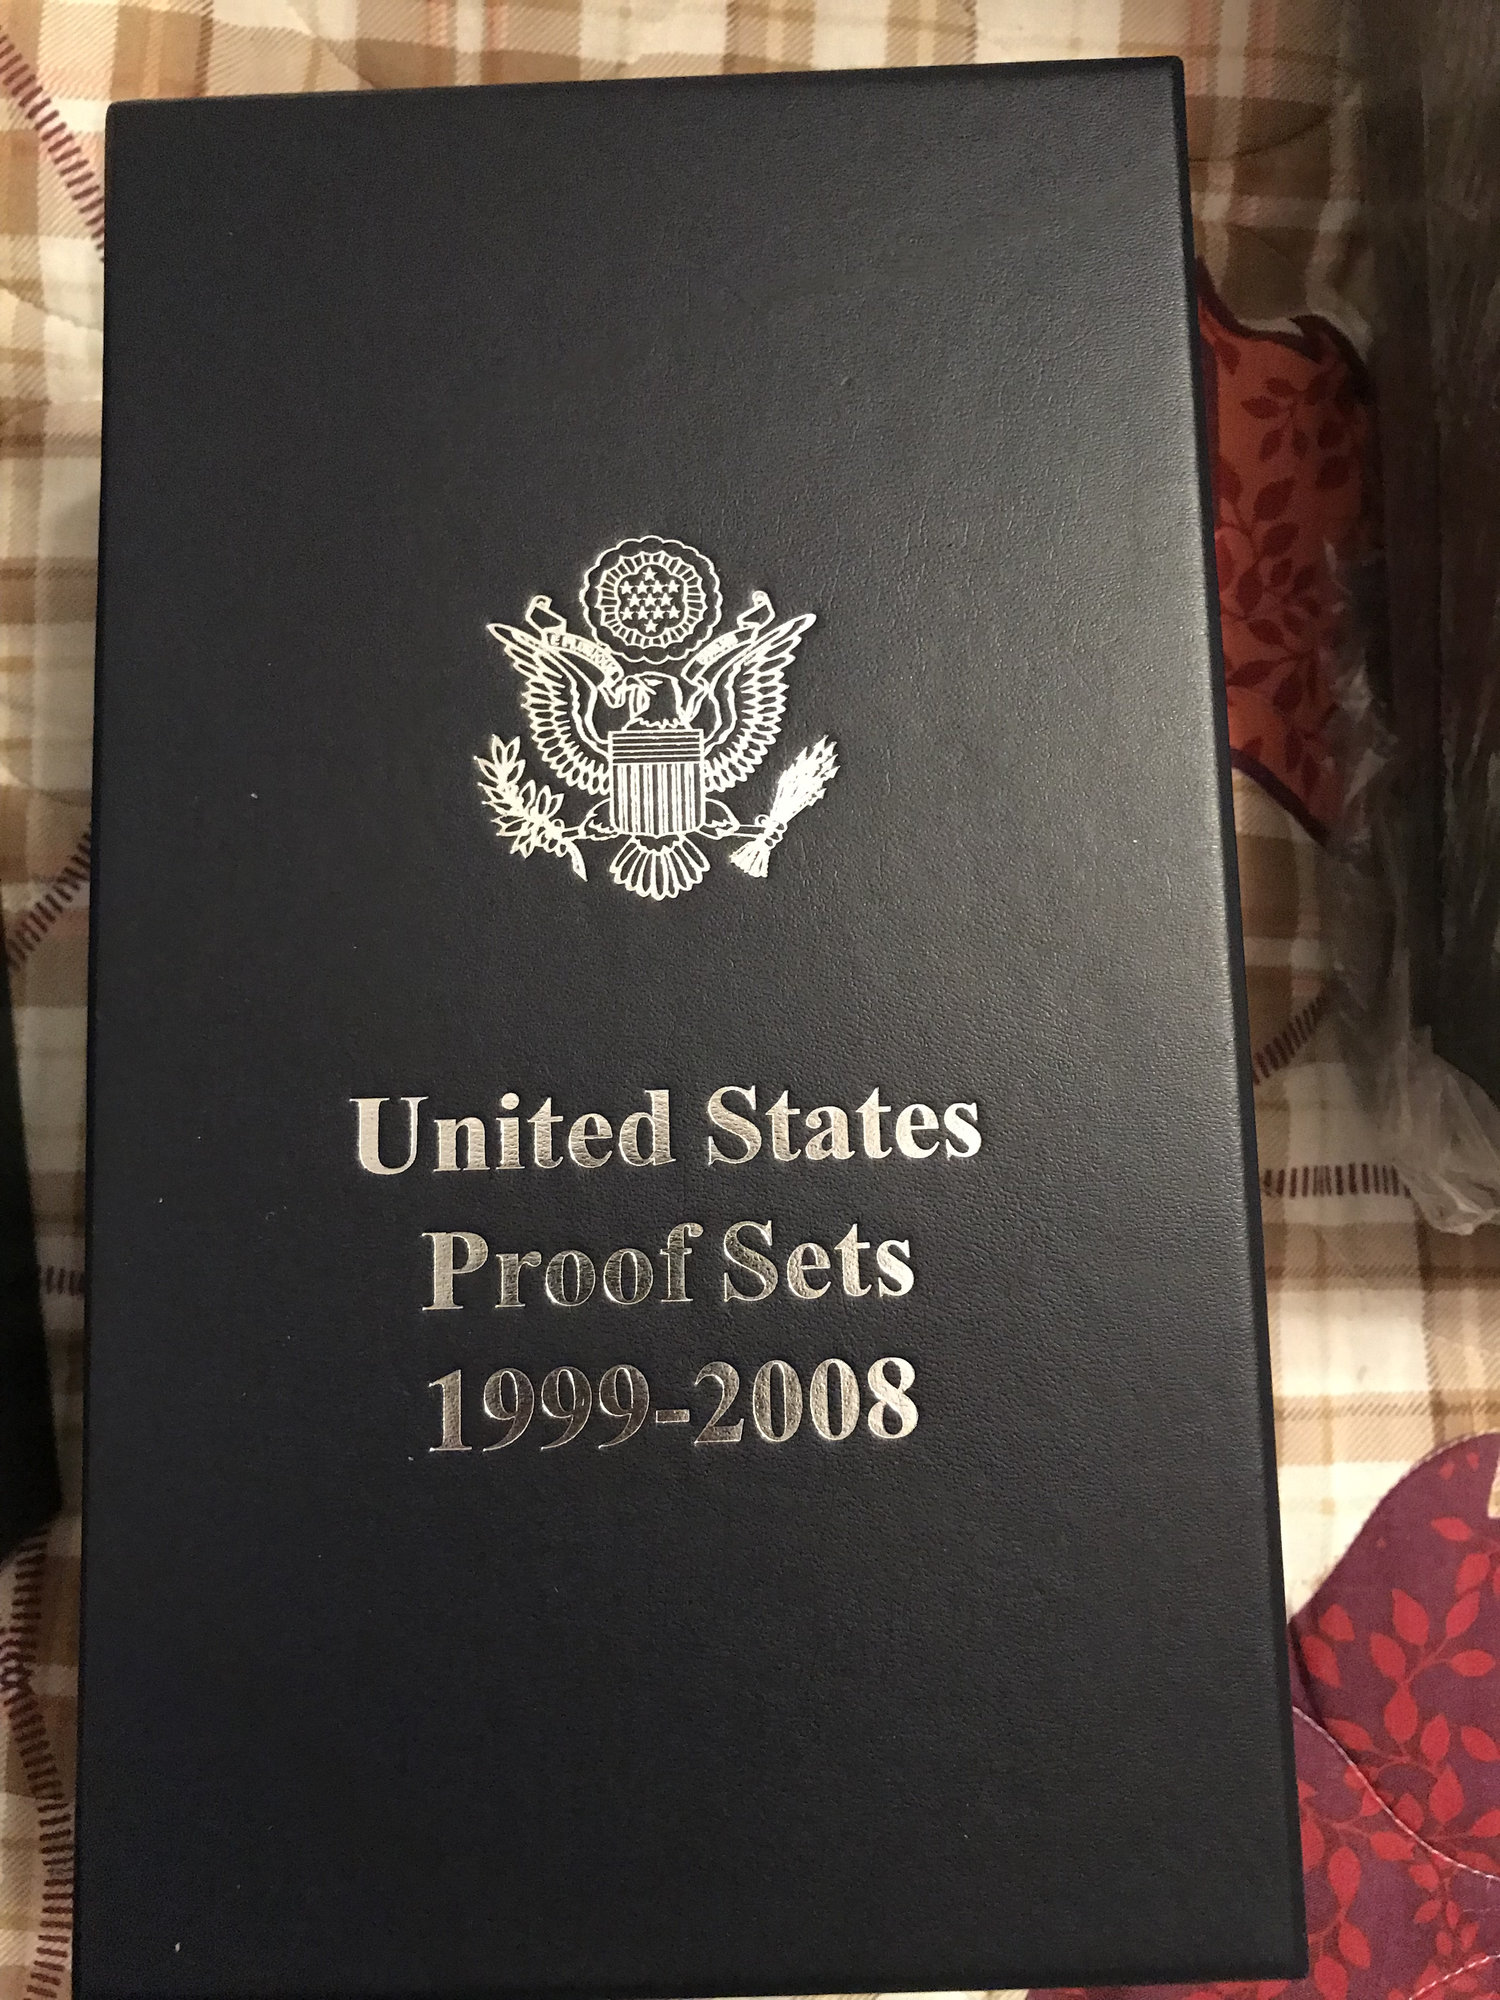 United States
Proof Sets
1999-2008